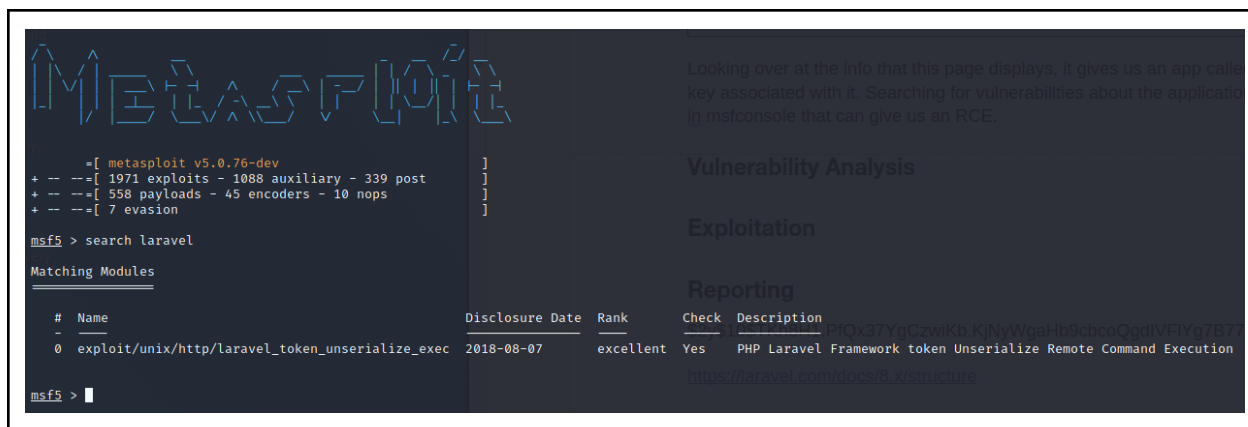 METASPLOIT
=[ metasploit v5.0.76-dev ]
+ -- --=[ 1971 exploits - 1088 auxiliary - 339 post ]
+ -- --=[ 558 payloads - 45 encoders - 10 nops ]
+ -- --=[ 7 evasion ]
msf5 > search laravel
Matching Modules
================
# Name Disclosure Date Rank Check Description
- ---- --------------- ---- ----- -----------
0 exploit/unix/http/laravel_token_unserialize_exec 2018-08-07 excellent Yes PHP Laravel Framework token Unserialize Remote Command Execution
msf5 >
Looking over at the info that this page displays, it gives us an app called
key associated with it. Searching for vulnerabilities about the application
in msfconsole that can give us an RCE.
Vulnerability Analysis
Exploitation
Reporting
https://laravel.com/docs/8.x/structure